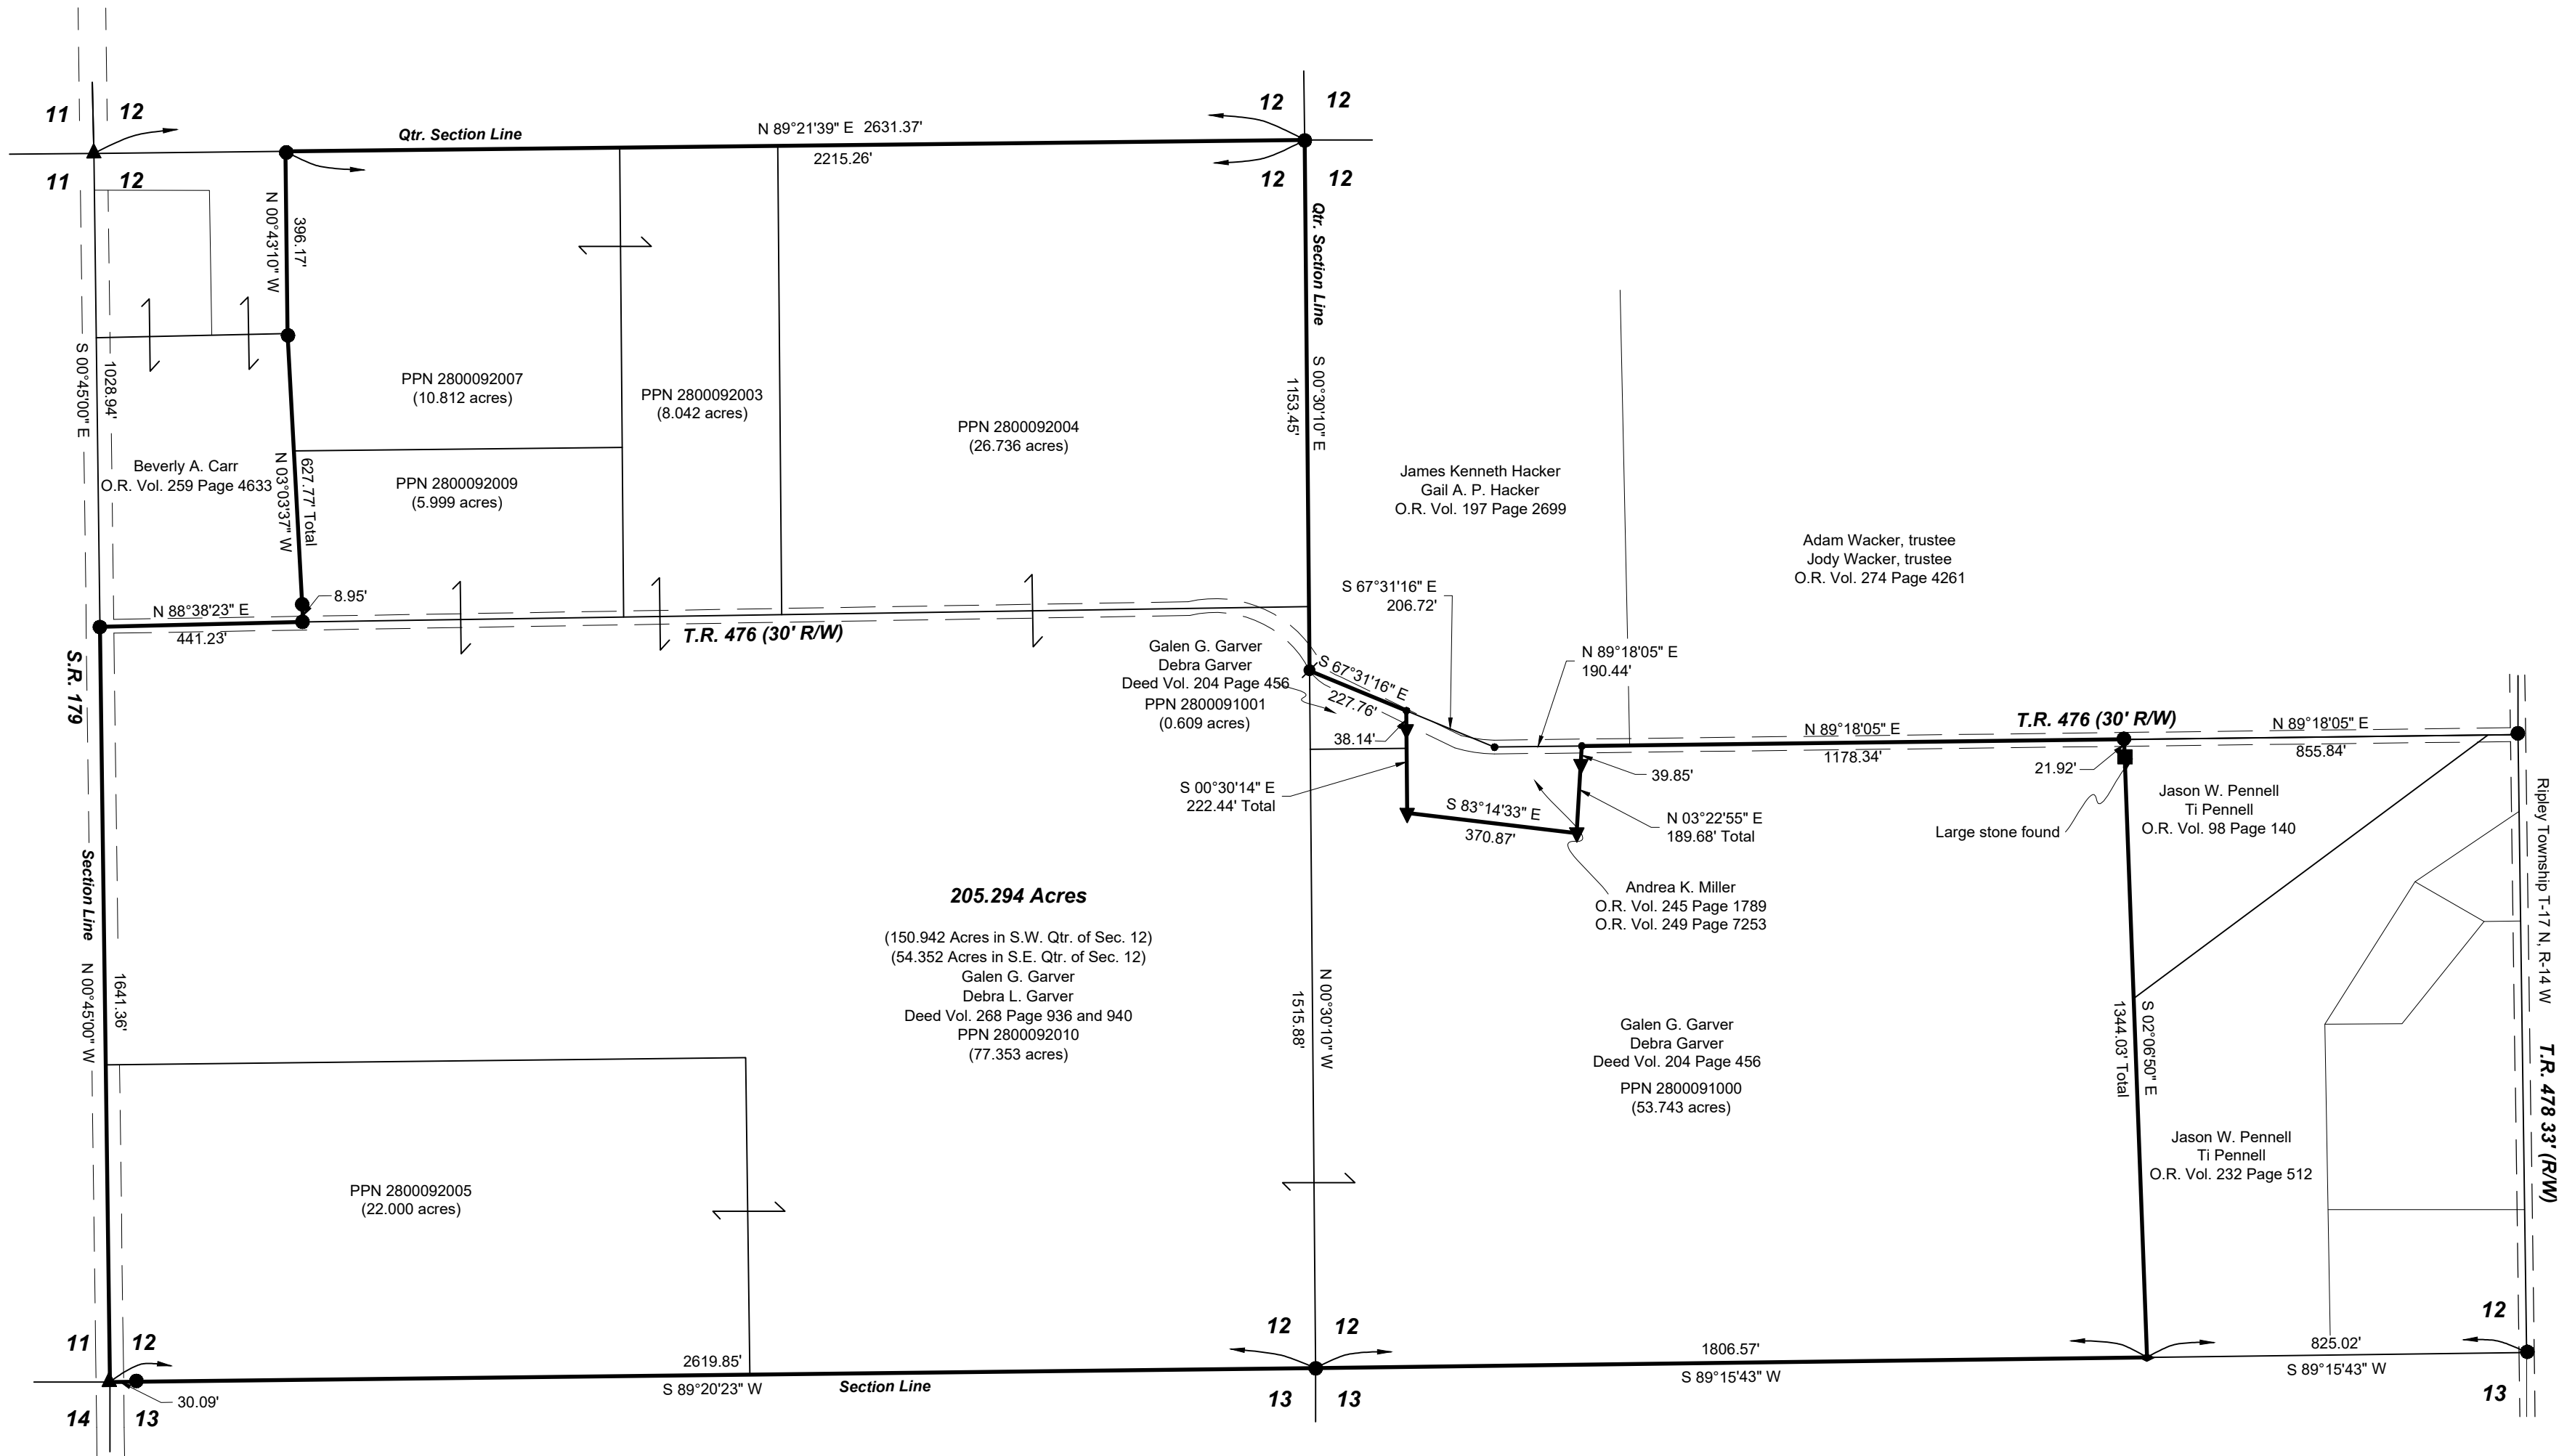 11
12
Qtr. Section Line
N 89°21'39" E 2631.37'
2215.26'
12
12
11
12
12
12
N 00°43'10" W
396.17'
Qtr. Section Line
S 00°30'10" E
1153.45'
S 00°45'00" E
1028.94'
PPN 2800092007
(10.812 acres)
PPN 2800092003
(8.042 acres)
PPN 2800092004
(26.736 acres)
Beverly A. Carr
O.R. Vol. 259 Page 4633
N 03°03'37" W
627.77' Total
PPN 2800092009
(5.999 acres)
James Kenneth Hacker
Gail A. P. Hacker
O.R. Vol. 197 Page 2699
Adam Wacker, trustee
Jody Wacker, trustee
O.R. Vol. 274 Page 4261
S 67°31'16" E
206.72'
8.95'
N 88°38'23" E
441.23'
T.R. 476 (30' R/W)
S.R. 179
Galen G. Garver
Debra Garver
Deed Vol. 204 Page 456
PPN 2800091001
(0.609 acres)
S 67°31'16" E
227.76'
N 89°18'05" E
190.44'
38.14'
N 89°18'05" E
1178.34'
T.R. 476 (30' R/W)
N 89°18'05" E
855.84'
21.92'
39.85'
S 00°30'14" E
222.44' Total
S 83°14'33" E
370.87'
N 03°22'55" E
189.68' Total
Large stone found
Jason W. Pennell
Ti Pennell
O.R. Vol. 98 Page 140
Ripley Township T-17 N, R-14 W
Andrea K. Miller
O.R. Vol. 245 Page 1789
O.R. Vol. 249 Page 7253
Section Line
N 00°45'00" W
1641.36'
205.294 Acres
(150.942 Acres in S.W. Qtr. of Sec. 12)
(54.352 Acres in S.E. Qtr. of Sec. 12)
Galen G. Garver
Debra L. Garver
Deed Vol. 268 Page 936 and 940
PPN 2800092010
(77.353 acres)
N 00°30'10" W
1515.88'
Galen G. Garver
Debra Garver
Deed Vol. 204 Page 456
PPN 2800091000
(53.743 acres)
S 02°06'50" E
1344.03' Total
T.R. 478 33' (R/W)
Jason W. Pennell
Ti Pennell
O.R. Vol. 232 Page 512
PPN 2800092005
(22.000 acres)
11
12
12
12
12
2619.85'
S 89°20'23" W
Section Line
1806.57'
S 89°15'43" W
825.02'
S 89°15'43" W
30.09'
14
13
13
13
13